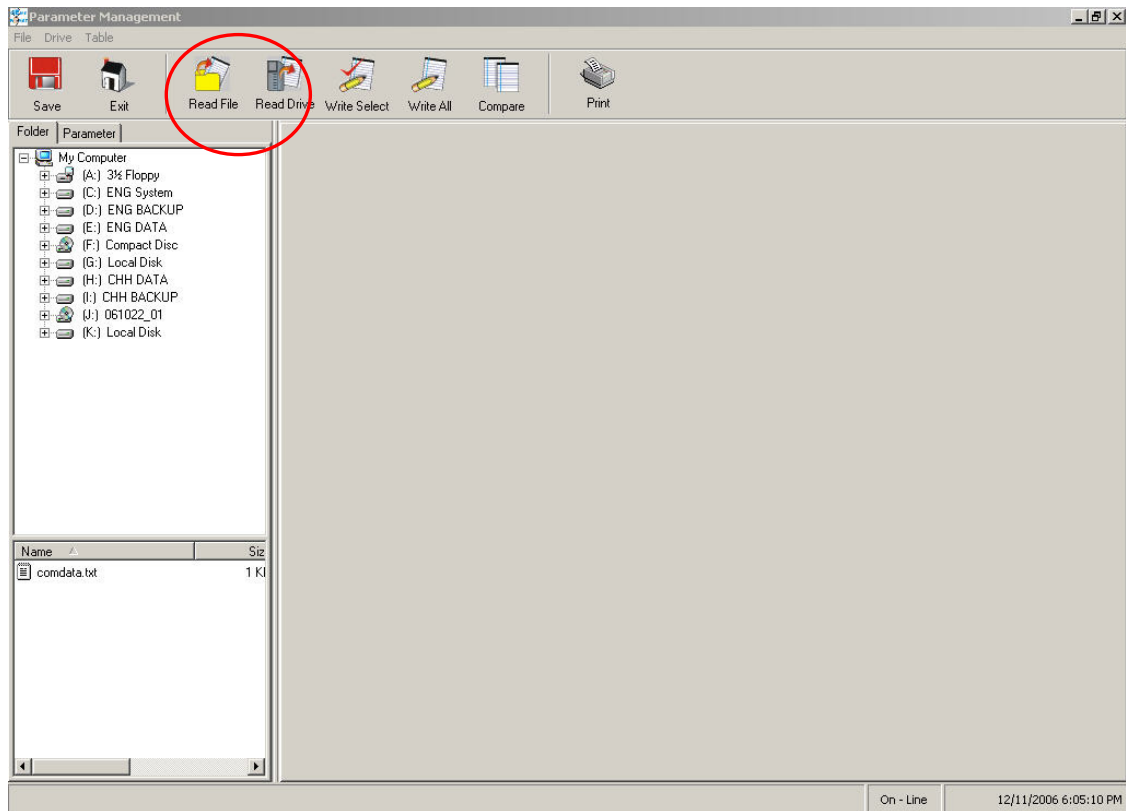 Parameter Management
File Drive Table
Save Exit Read File Read Drive Write Select Write All Compare Print
Folder Parameter
My Computer
(A:) 3½ Floppy
(C:) ENG System
(D:) ENG BACKUP
(E:) ENG DATA
(F:) Compact Disc
(G:) Local Disk
(H:) CHH DATA
(I:) CHH BACKUP
(J:) 061022_01
(K:) Local Disk
Name Siz
comdata.txt 1 K
On - Line 12/11/2006 6:05:10 PM